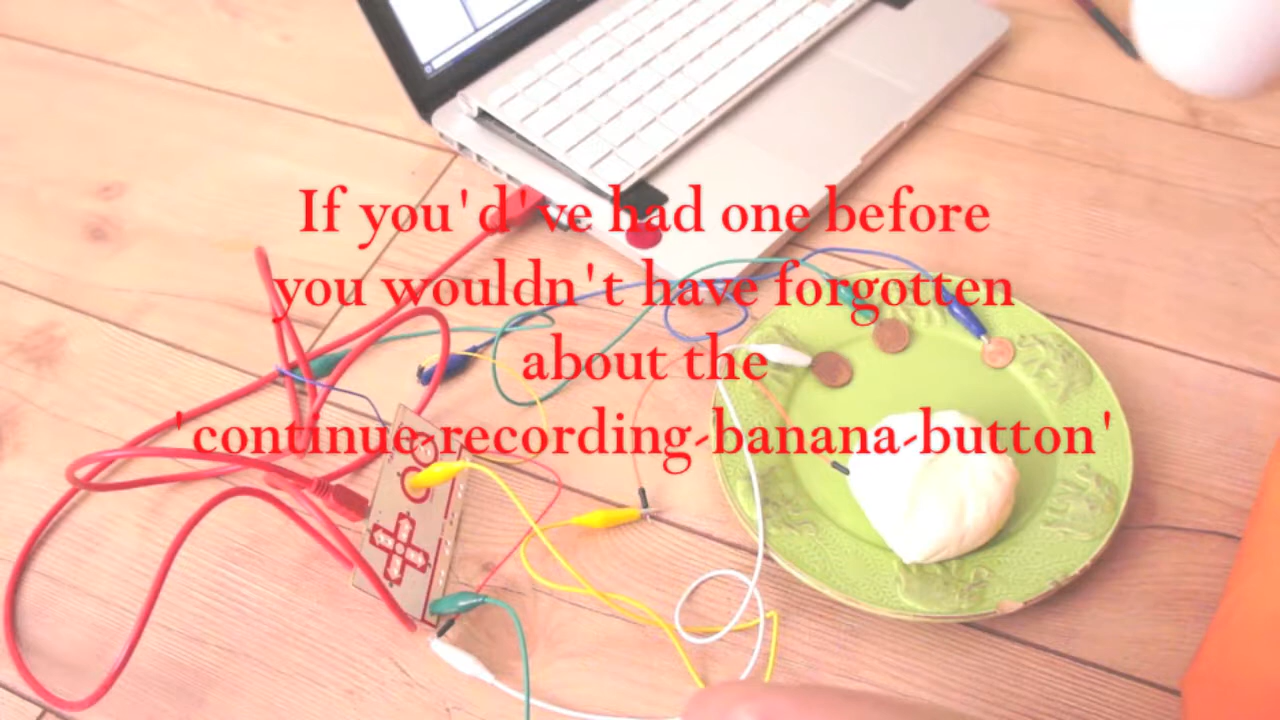 If you'd've had one before
you wouldn't have forgotten
about the
'continue-recording-banana-button'